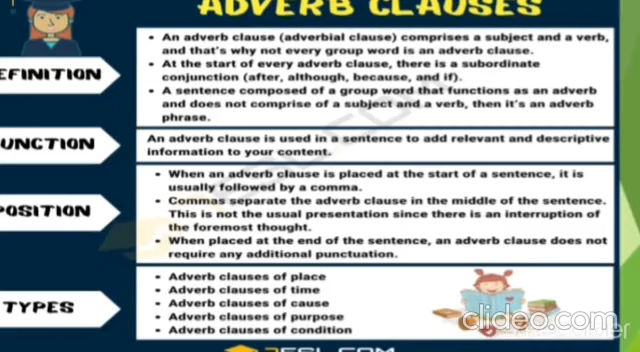 ADVERB CLAUSES
EFINITION
• An adverb clause (adverbial clause) comprises a subject and a verb,
and that's why not every group word is an adverb clause.
• At the start of every adverb clause, there is a subordinate
conjunction (after, although, because, and if).
• A sentence composed of a group word that functions as an adverb
and does not comprise of a subject and a verb, then it's an adverb
phrase.
UNCTION
An adverb clause is used in a sentence to add relevant and descriptive
information to your content.
POSITION
• When an adverb clause is placed at the start of a sentence, it is
usually followed by a comma.
• Commas separate the adverb clause in the middle of the sentence.
This is not the usual presentation since there is an interruption of
the foremost thought.
• When placed at the end of the sentence, an adverb clause does not
require any additional punctuation.
TYPES
• Adverb clauses of place
• Adverb clauses of time
• Adverb clauses of cause
• Adverb clauses of purpose
• Adverb clauses of condition
clideo.com
7ESL.COM